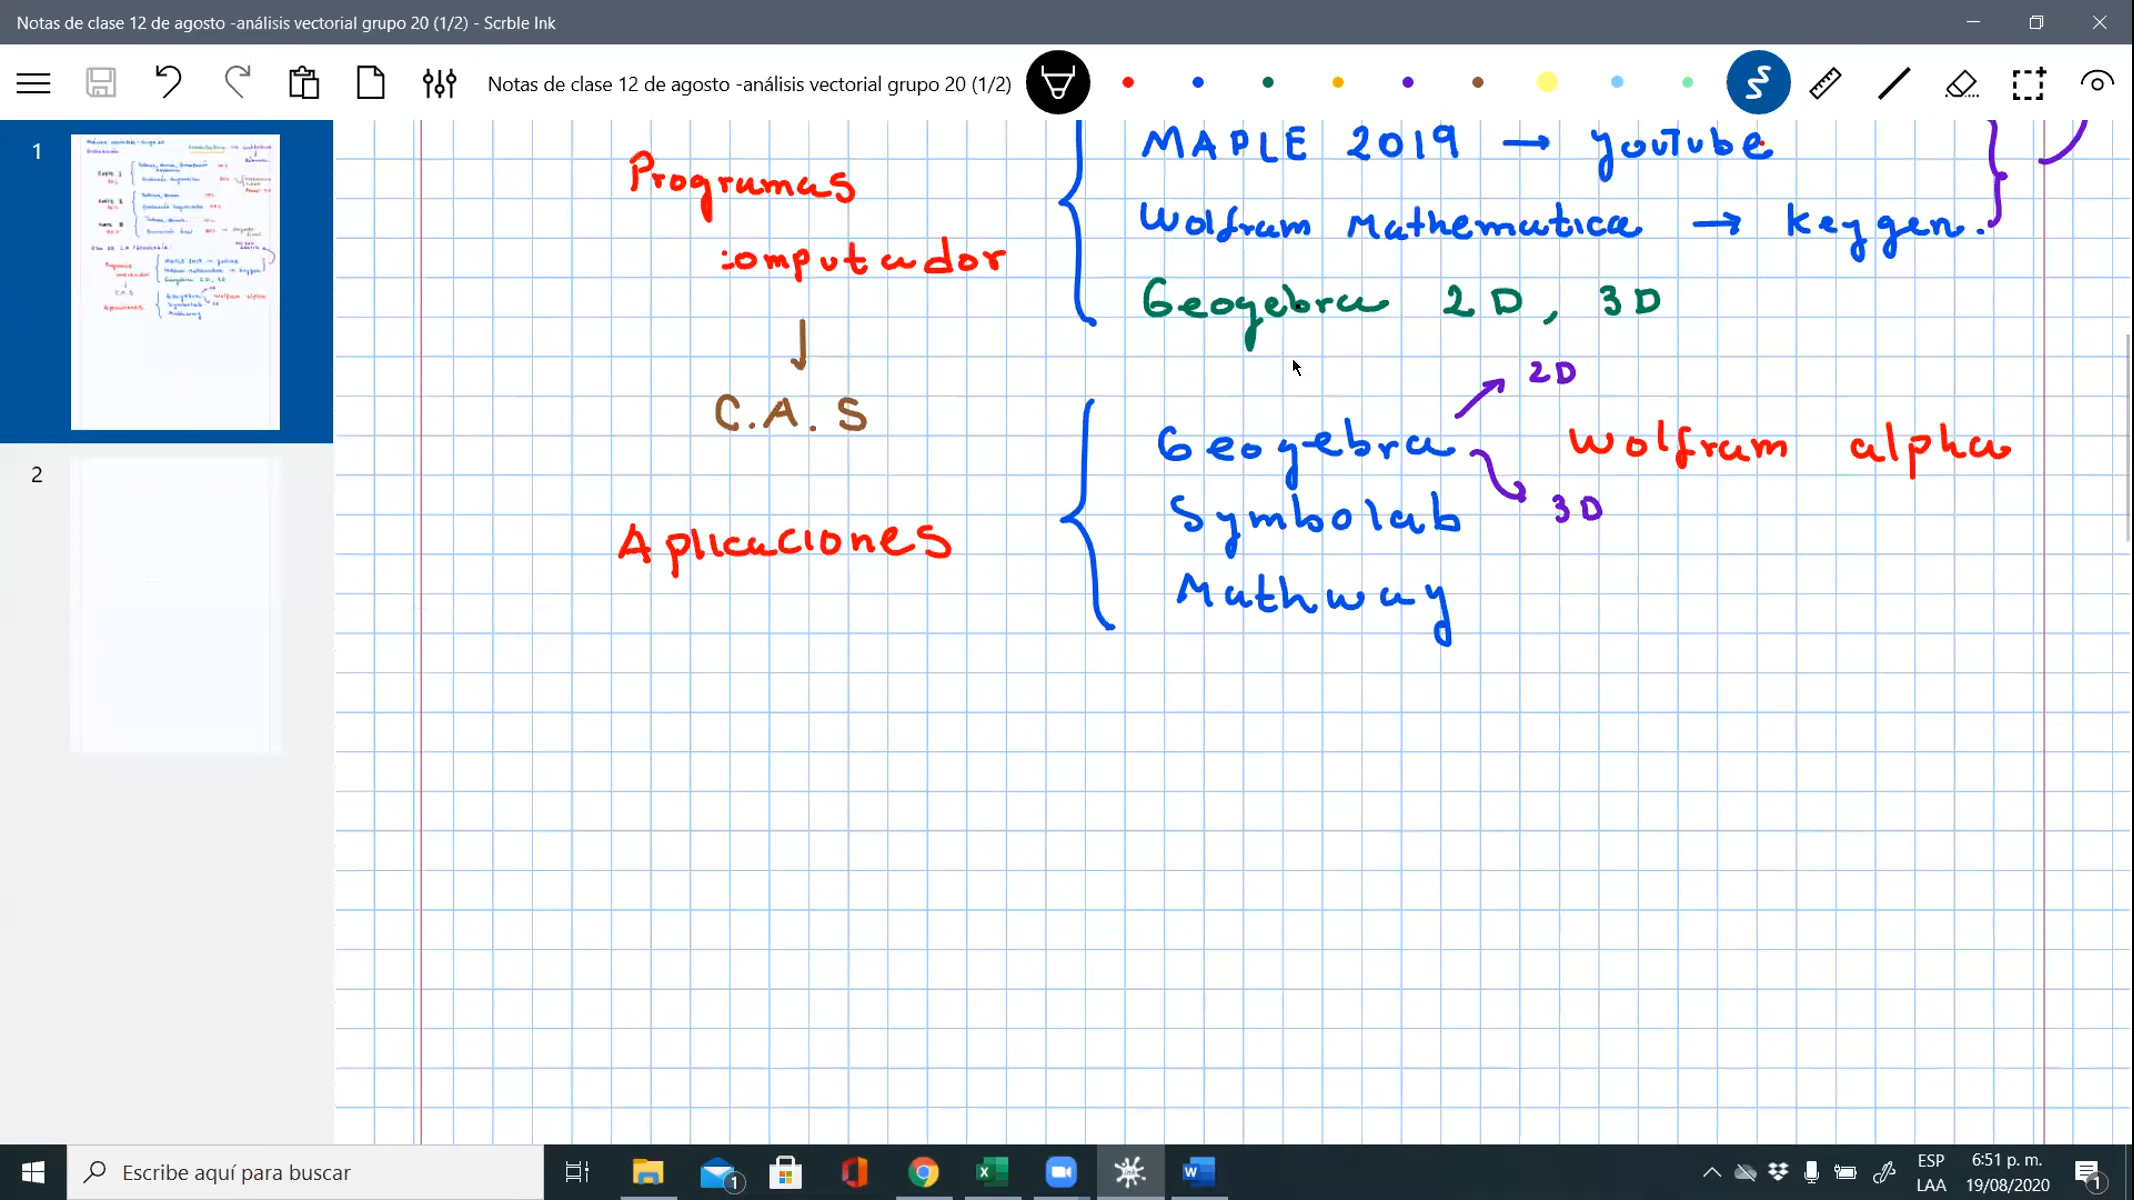 Notas de clase 12 de agosto -análisis vectorial grupo 20 (1/2) - Scrble Ink
Notas de clase 12 de agosto -análisis vectorial grupo 20 (1/2)
1
2
MAPLE 2019 → youTube
Programas
Wolfram Mathematica → keygen.
:omputador
Geogebra 2D, 3D
2D
C.A.S
Geogebra Wolfram alpha
3D
Symbolab
Aplicaciones
Mathway
Escribe aquí para buscar
1
ESP
LAA
6:51 p. m.
19/08/2020
1